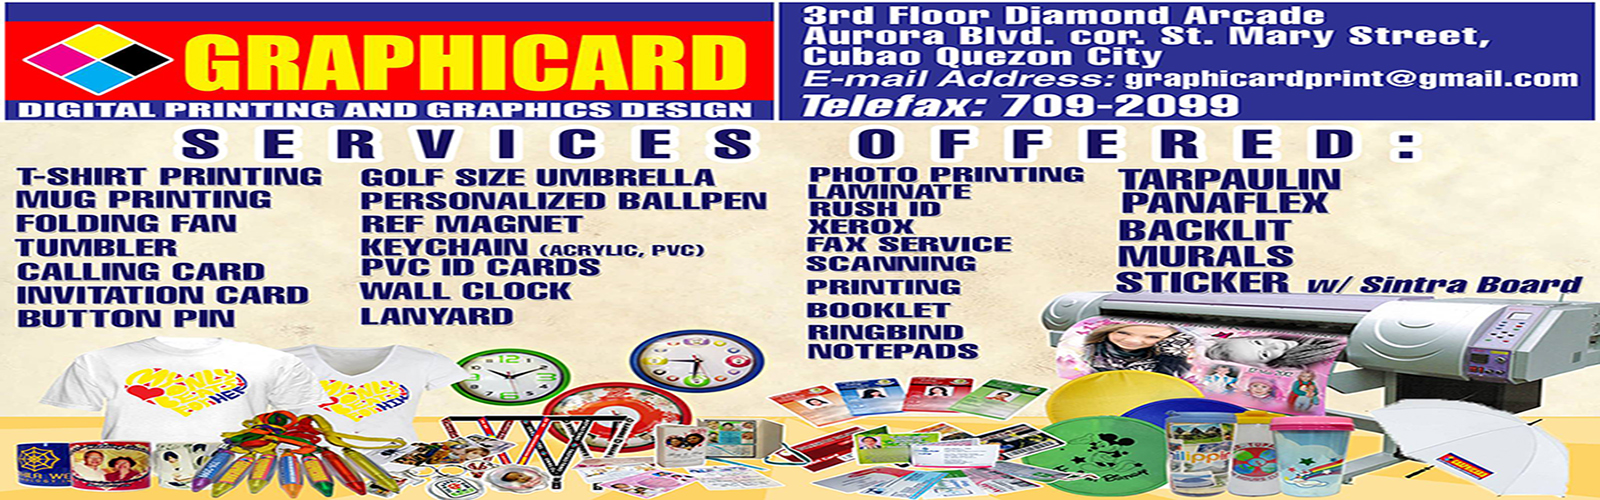 GRAPHICARD
DIGITAL PRINTING AND GRAPHICS DESIGN
3rd Floor Diamond Arcade
Aurora Blvd. cor. St. Mary Street,
Cubao Quezon City
E-mail Address: graphicardprint@gmail.com
Telefax: 709-2099
SERVICES OFFERED:
T-SHIRT PRINTING
MUG PRINTING
FOLDING FAN
TUMBLER
CALLING CARD
INVITATION CARD
BUTTON PIN
GOLF SIZE UMBRELLA
PERSONALIZED BALLPEN
REF MAGNET
KEYCHAIN (ACRYLIC, PVC)
PVC ID CARDS
WALL CLOCK
LANYARD
PHOTO PRINTING
LAMINATE
RUSH ID
XEROX
FAX SERVICE
SCANNING
PRINTING
BOOKLET
RINGBIND
NOTEPADS
TARPAULIN
PANAFLEX
BACKLIT
MURALS
STICKER w/ Sintra Board